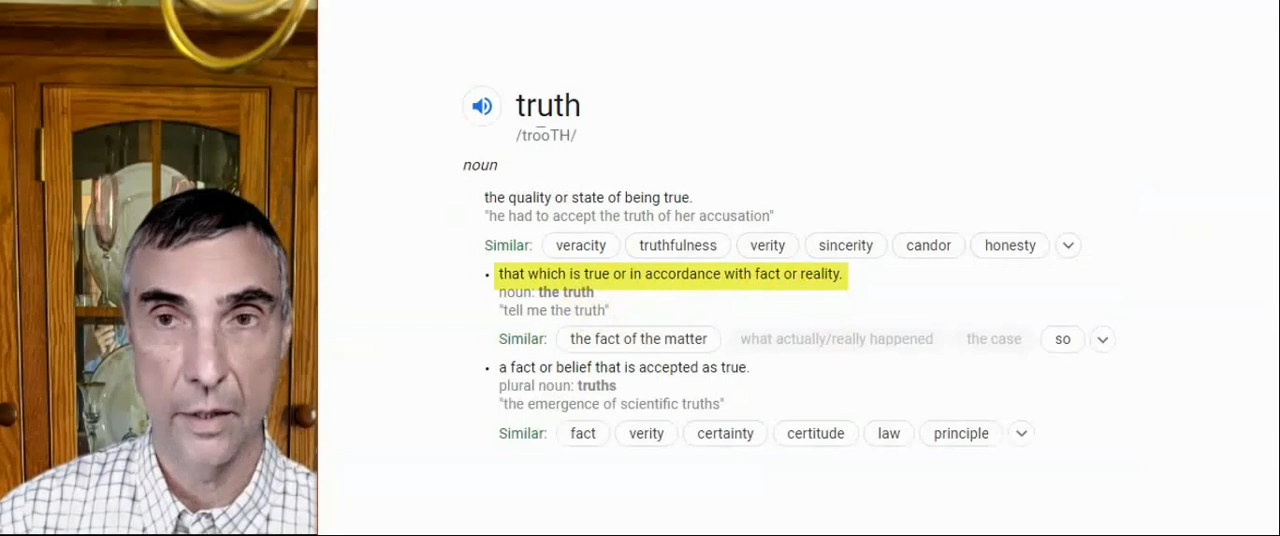 truth
/tro͞oTH/
noun
the quality or state of being true.
"he had to accept the truth of her accusation"
Similar: veracity truthfulness verity sincerity candor honesty
• that which is true or in accordance with fact or reality.
noun: the truth
"tell me the truth"
Similar: the fact of the matter what actually/really happened the case so
• a fact or belief that is accepted as true.
plural noun: truths
"the emergence of scientific truths"
Similar: fact verity certainty certitude law principle